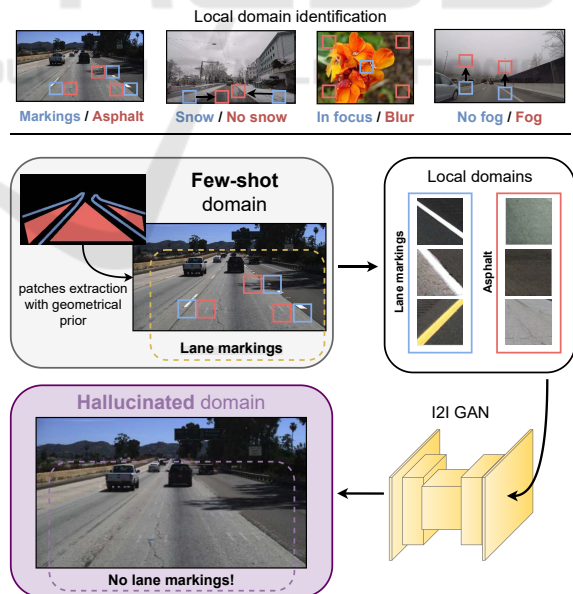 Local domain identification
Markings / Asphalt
Snow / No snow
In focus / Blur
No fog / Fog
Few-shot
domain
patches extraction
with geometrical
prior
Lane markings
Local domains
Lane markings
Asphalt
Hallucinated domain
No lane markings!
I2I GAN